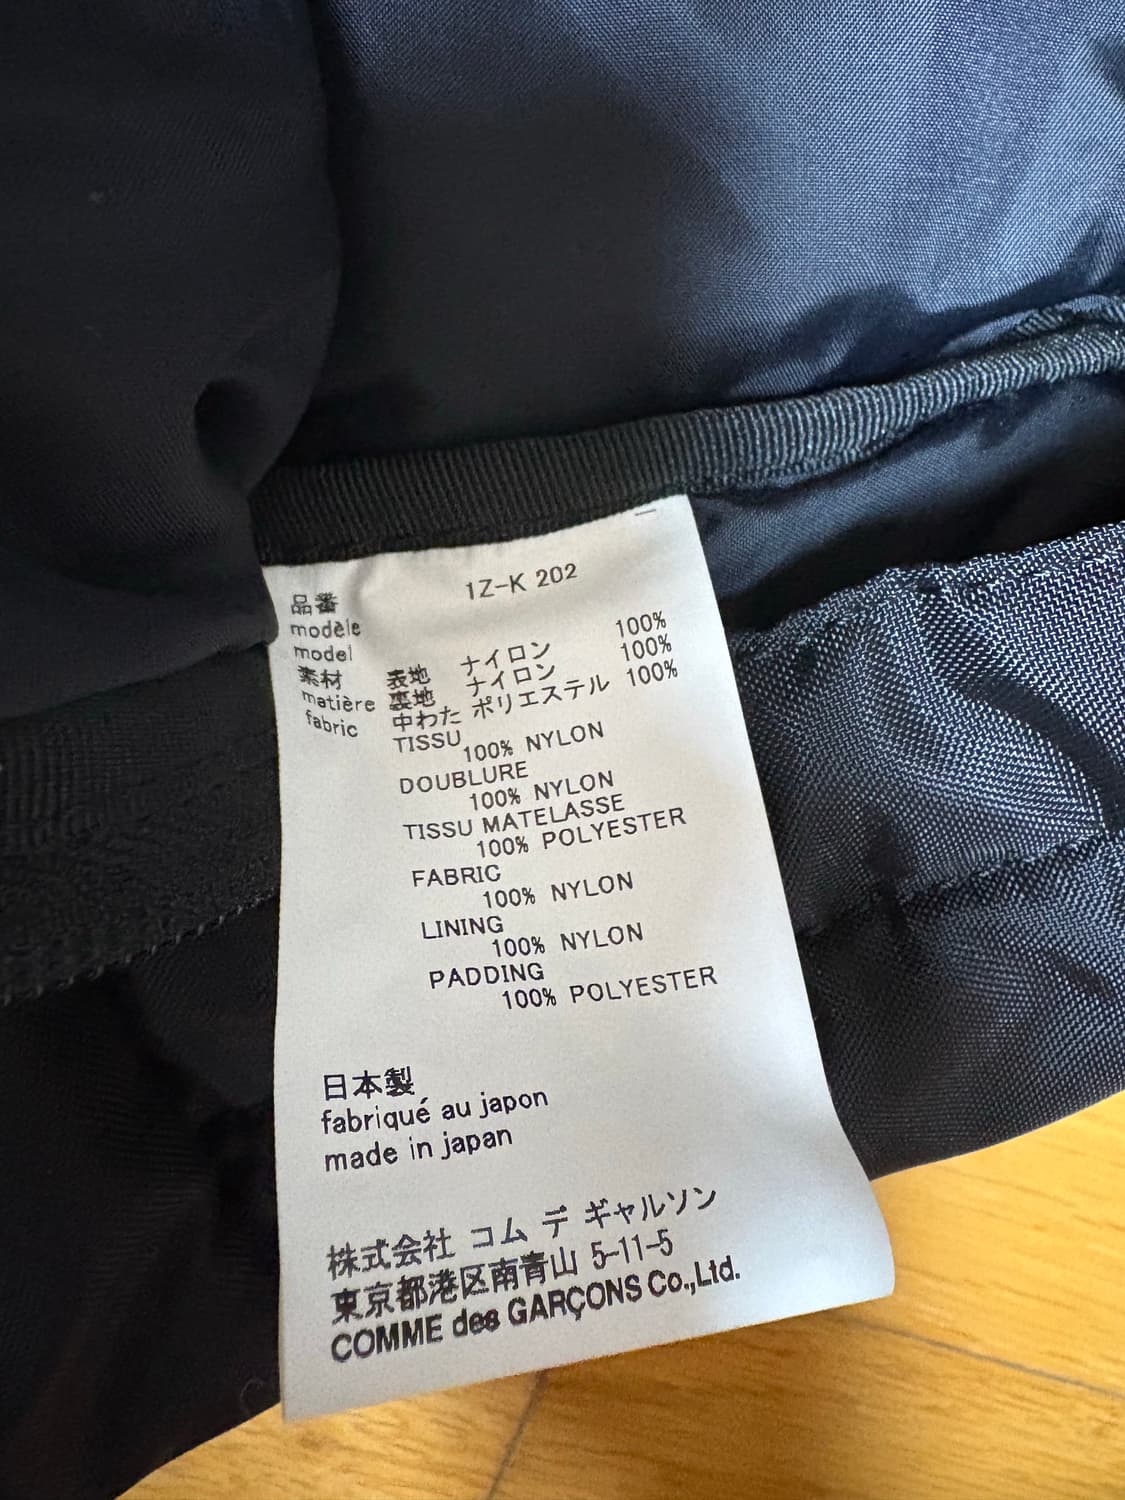 品番 1Z-K 202
modèle
model
素材 表地 ナイロン 100%
matière 裏地 ナイロン 100%
fabric 中わた ポリエステル 100%
TISSU
100% NYLON
DOUBLURE
100% NYLON
TISSU MATELASSE
100% POLYESTER
FABRIC
100% NYLON
LINING
100% NYLON
PADDING
100% POLYESTER
日本製
fabriqué au japon
made in japan
株式会社 コム デ ギャルソン
東京都港区南青山 5-11-5
COMME des GARÇONS Co.,Ltd.